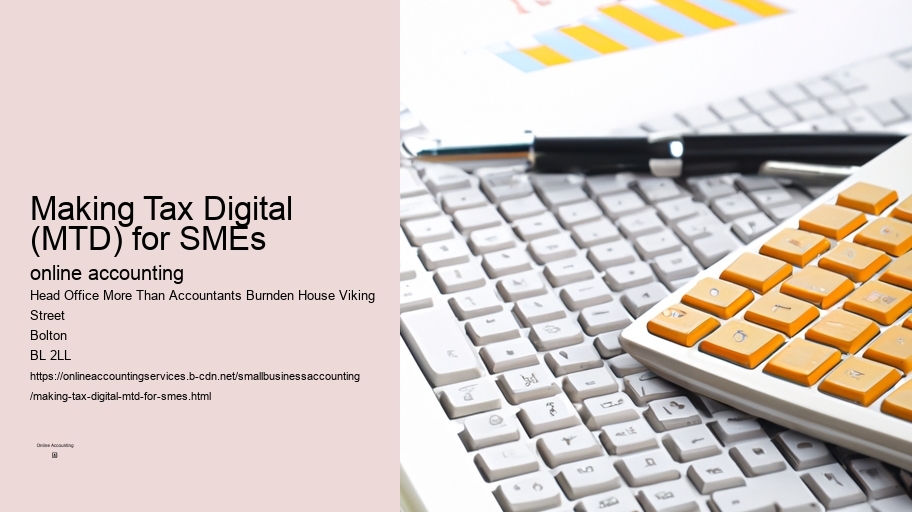 Making Tax Digital
(MTD) for SMEs
online accounting
Head Office More Than Accountants Burnden House Viking
Street
Bolton
BL 2LL
https://onlineaccountingservices.b-cdn.net/smallbusinessaccounting
/making-tax-digital-mtd-for-smes.html
Online Accounting